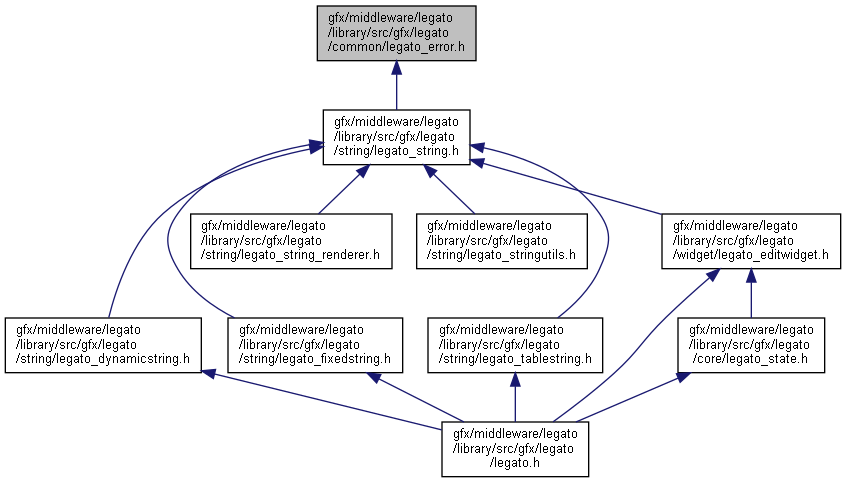 gfx/middleware/legato
/library/src/gfx/legato
/common/legato_error.h
gfx/middleware/legato
/library/src/gfx/legato
/string/legato_string.h
gfx/middleware/legato
/library/src/gfx/legato
/string/legato_string_renderer.h
gfx/middleware/legato
/library/src/gfx/legato
/string/legato_stringutils.h
gfx/middleware/legato
/library/src/gfx/legato
/widget/legato_editwidget.h
gfx/middleware/legato
/library/src/gfx/legato
/string/legato_dynamicstring.h
gfx/middleware/legato
/library/src/gfx/legato
/string/legato_fixedstring.h
gfx/middleware/legato
/library/src/gfx/legato
/string/legato_tablestring.h
gfx/middleware/legato
/library/src/gfx/legato
/core/legato_state.h
gfx/middleware/legato
/library/src/gfx/legato
/legato.h